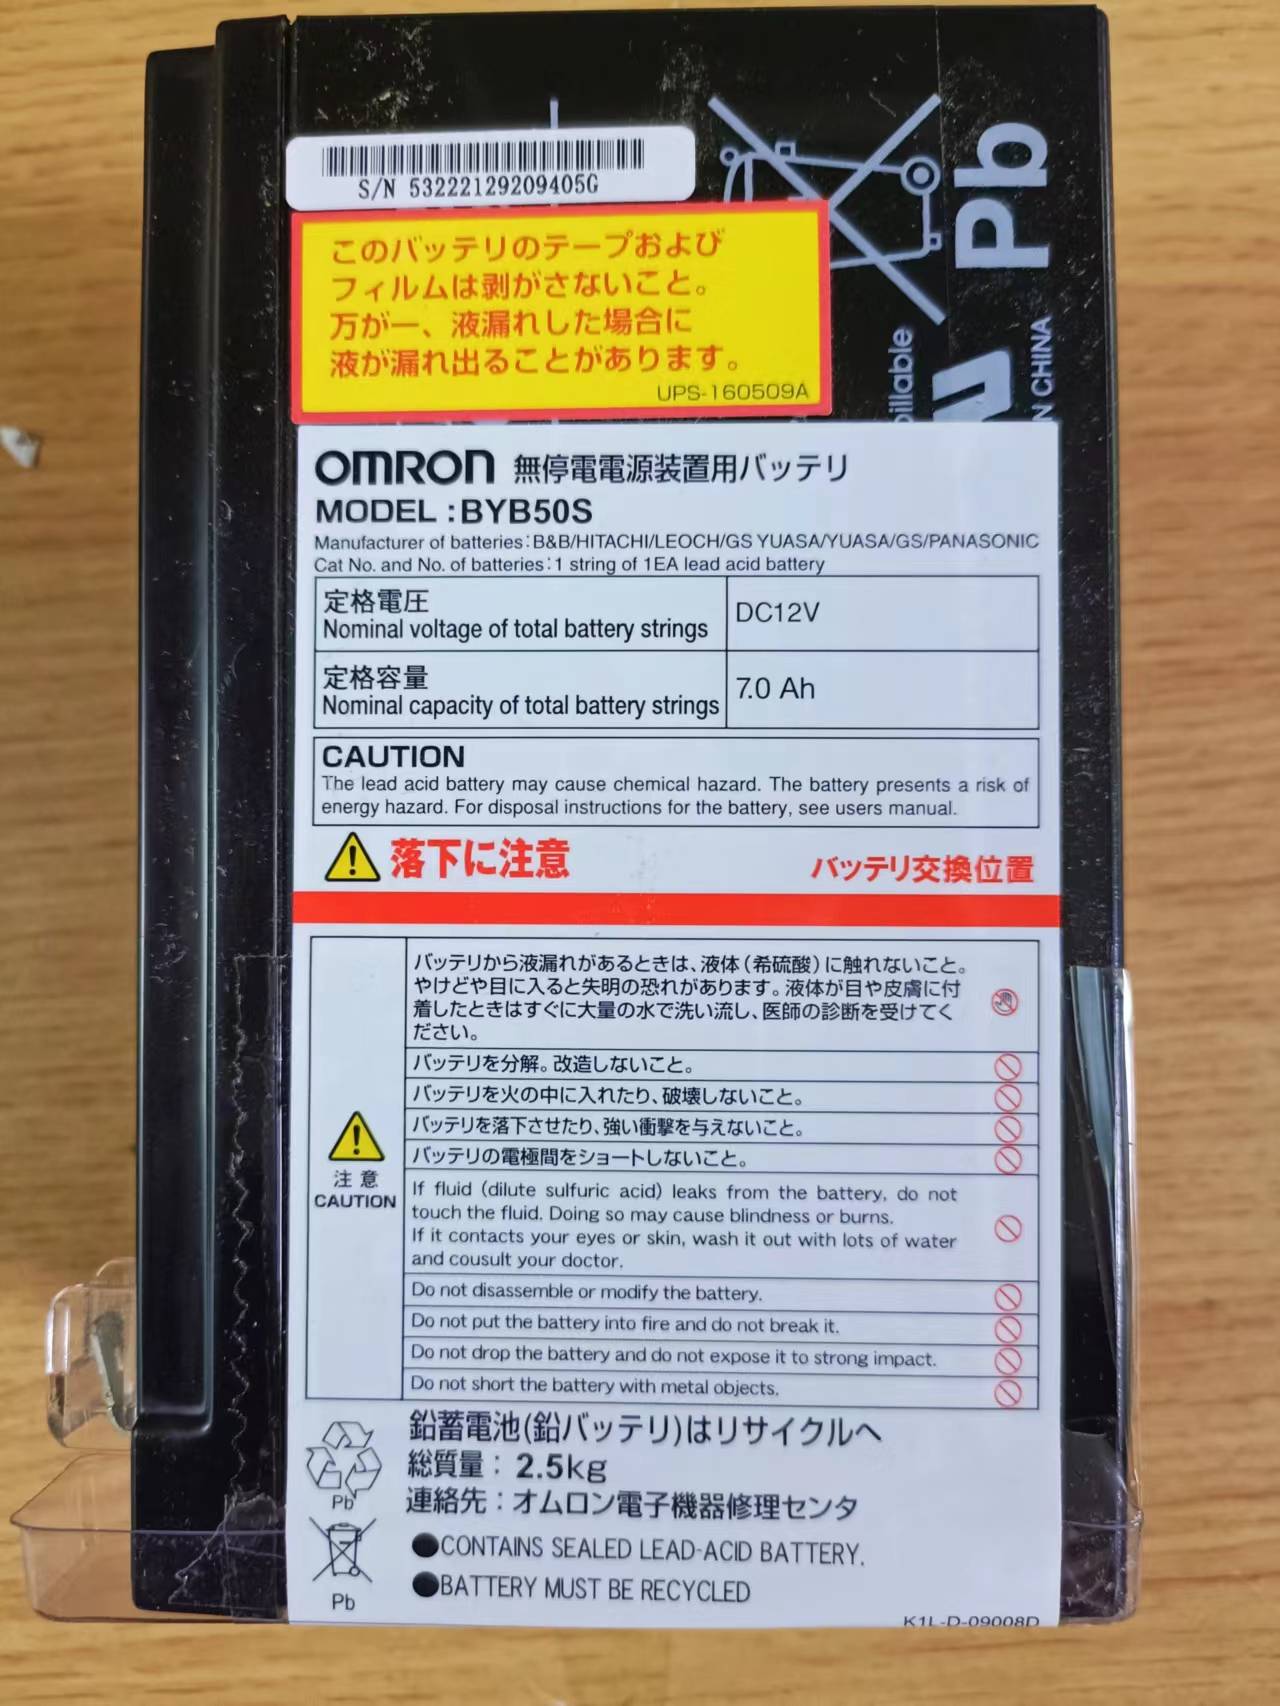 S/N 53222129209405G
Pb
このバッテリのテープおよび
フィルムは剥がさないこと。
万が一、液漏れした場合に
液が漏れ出ることがあります。
UPS-160509A
CHINA
OMRON 無停電電源装置用バッテリ
MODEL :BYB50S
Manufacturer of batteries:B&B/HITACHI/LEOCH/GS YUASA/YUASA/GS/PANASONIC
Cat No. and No. of batteries:1 string of 1EA lead acid battery
定格電圧
Nominal voltage of total battery strings
DC12V
定格容量
Nominal capacity of total battery strings
7.0 Ah
CAUTION
The lead acid battery may cause chemical hazard. The battery presents a risk of
energy hazard. For disposal instructions for the battery, see users manual.
落下に注意
バッテリ交換位置
注意
CAUTION
バッテリから液漏れがあるときは、液体（希硫酸）に触れないこと。
やけどや目に入ると失明の恐れがあります。液体が目や皮膚に付
着したときはすぐに大量の水で洗い流し、医師の診断を受けてく
ださい。
バッテリを分解。改造しないこと。
バッテリを火の中に入れたり、破壊しないこと。
バッテリを落下させたり、強い衝撃を与えないこと。
バッテリの電極間をショートしないこと。
If fluid (dilute sulfuric acid) leaks from the battery, do not
touch the fluid. Doing so may cause blindness or burns.
If it contacts your eyes or skin, wash it out with lots of water
and cousult your doctor.
Do not disassemble or modify the battery.
Do not put the battery into fire and do not break it.
Do not drop the battery and do not expose it to strong impact.
Do not short the battery with metal objects.
鉛蓄電池(鉛バッテリ)はリサイクルへ
総質量：2.5kg
連絡先：オムロン電子機器修理センタ
Pb
Pb
●CONTAINS SEALED LEAD-ACID BATTERY.
●BATTERY MUST BE RECYCLED
K1L-D-09008D